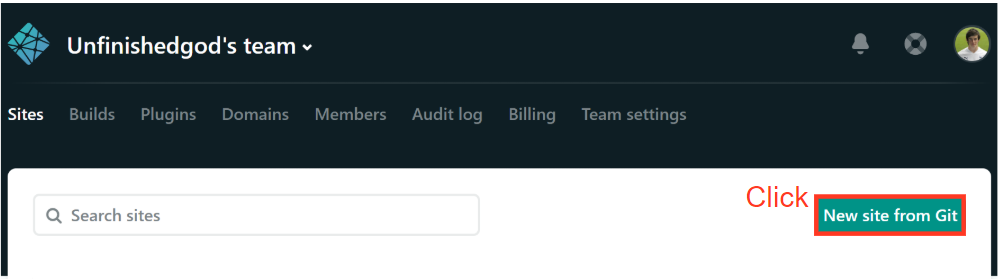 Unfinishedgod's team
Sites Builds Plugins Domains Members Audit log Billing Team settings
Search sites
Click
New site from Git